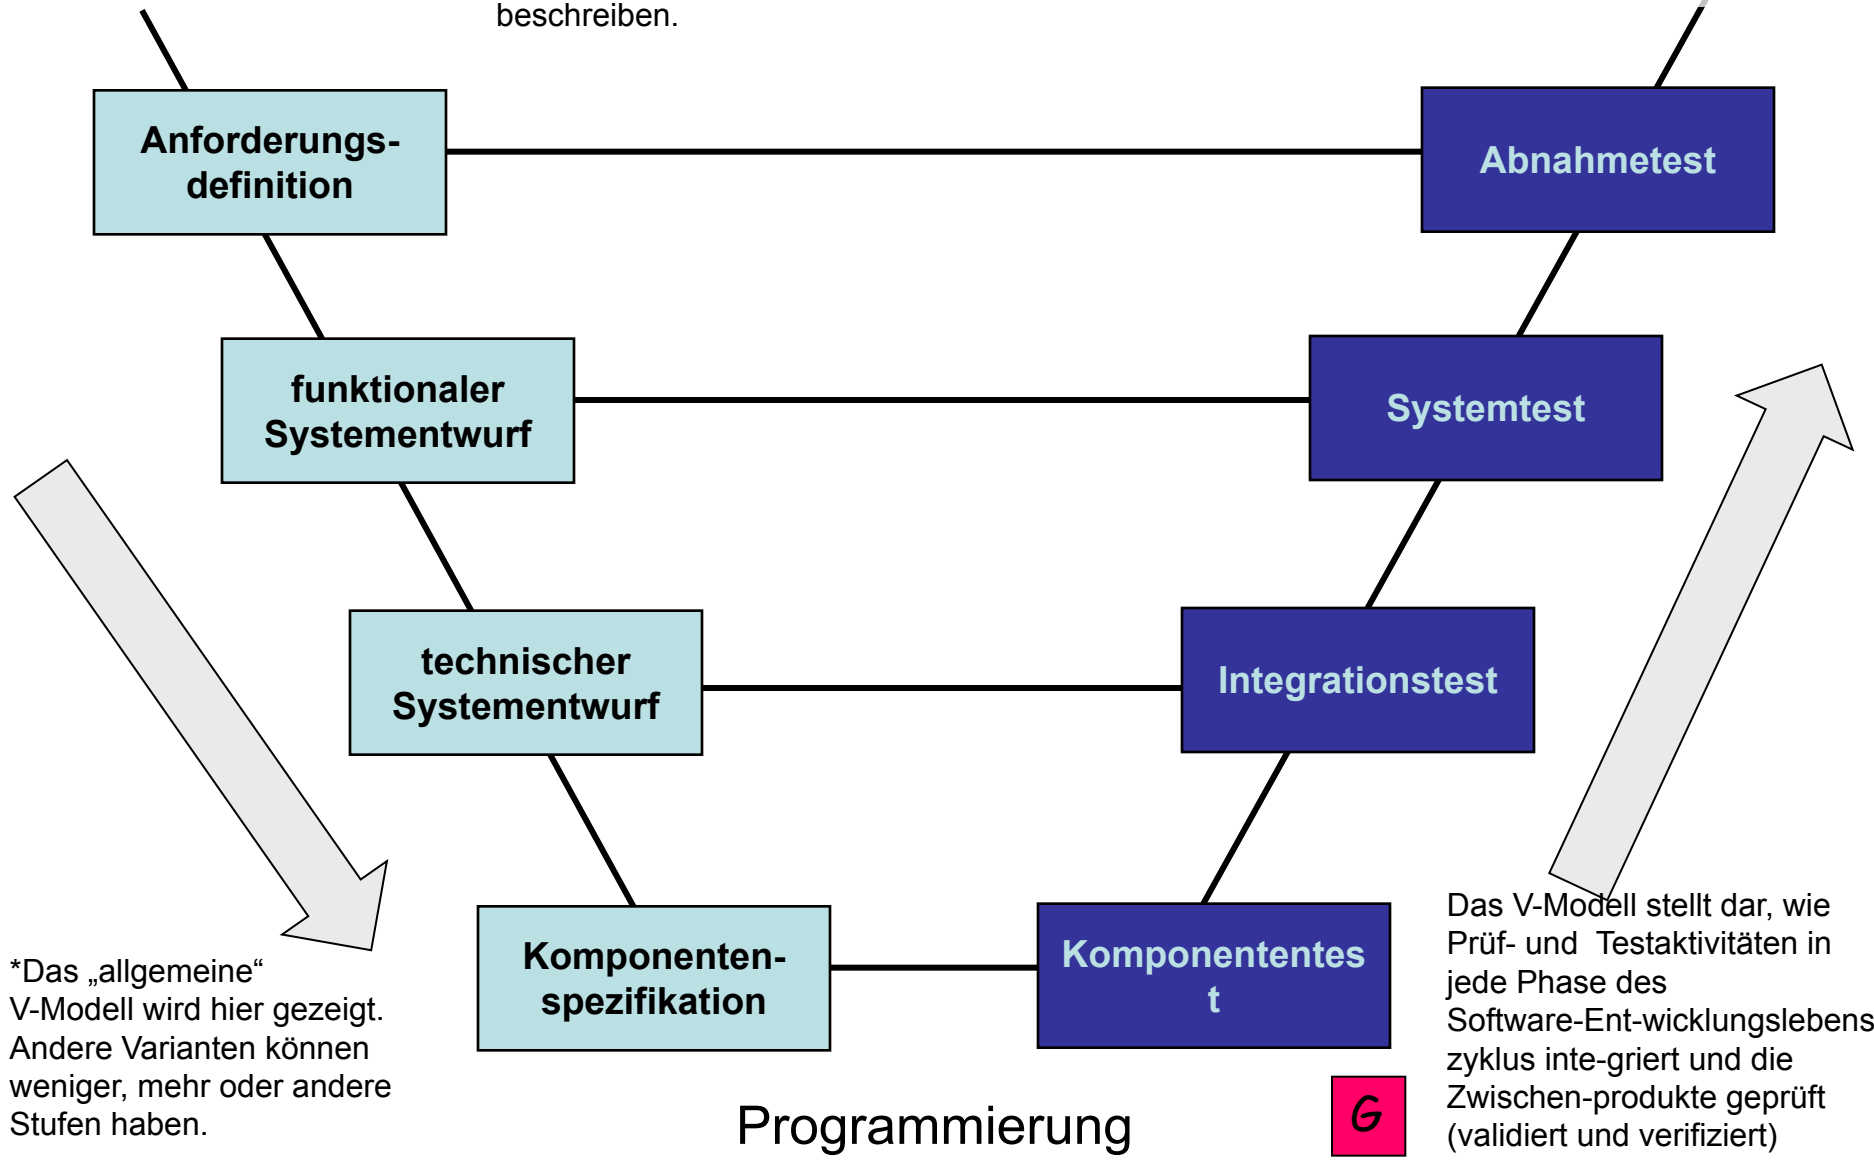 beschreiben.
Anforderungs-
definition
Abnahmetest
funktionaler
Systementwurf
Systemtest
technischer
Systementwurf
Integrationstest
Komponenten-
spezifikation
Komponententes
t
*Das „allgemeine“
V-Modell wird hier gezeigt.
Andere Varianten können
weniger, mehr oder andere
Stufen haben.
Programmierung
G
Das V-Modell stellt dar, wie
Prüf- und  Testaktivitäten in
jede Phase des
Software-Ent-wicklungslebens
zyklus inte-griert und die
Zwischen-produkte geprüft
(validiert und verifiziert)